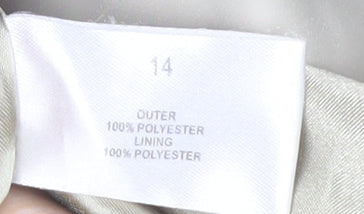 14
OUTER
100% POLYESTER
LINING
100% POLYESTER